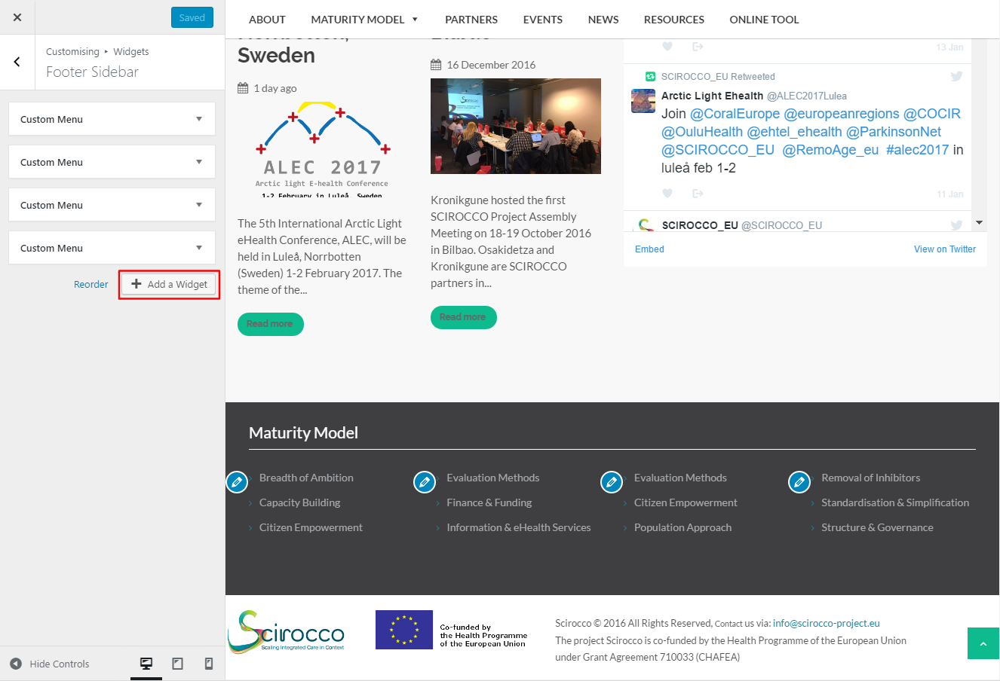 Saved
Customising ▸ Widgets
Footer Sidebar
Custom Menu
Custom Menu
Custom Menu
Custom Menu
Reorder
Add a Widget
Hide Controls
ABOUT MATURITY MODEL PARTNERS EVENTS NEWS RESOURCES ONLINE TOOL
Sweden
1 day ago
ALEC 2017
Arctic light E-health Conference
1-2 February in Luleå, Sweden
The 5th International Arctic Light
eHealth Conference, ALEC, will be
held in Luleå, Norrbotten
(Sweden) 1-2 February 2017. The
theme of the...
Read more
16 December 2016
Kronikgune hosted the first
SCIROCCO Project Assembly
Meeting on 18-19 October 2016
in Bilbao. Osakidetza and
Kronikgune are SCIROCCO
partners in...
Read more
13 Jan
SCIROCCO_EU Retweeted
Arctic Light Ehealth @ALEC2017Lulea
Join @CoralEurope @europeanregions @COCIR
@OuluHealth @ehtel_ehealth @ParkinsonNet
@SCIROCCO_EU @RemoAge_eu #alec2017 in
luleå feb 1-2
11 Jan
SCIROCCO_EU @SCIROCCO_EU
Embed View on Twitter
Maturity Model
Breadth of Ambition
Capacity Building
Citizen Empowerment
Evaluation Methods
Finance & Funding
Information & eHealth Services
Evaluation Methods
Citizen Empowerment
Population Approach
Removal of Inhibitors
Standardisation & Simplification
Structure & Governance
Scirocco
Scaling Integrated Care in Context
Co-funded by
the Health Programme
of the European Union
Scirocco © 2016 All Rights Reserved, Contact us via: info@scirocco-project.eu
The project Scirocco is co-funded by the Health Programme of the European Union
under Grant Agreement 710033 (CHAFEA)